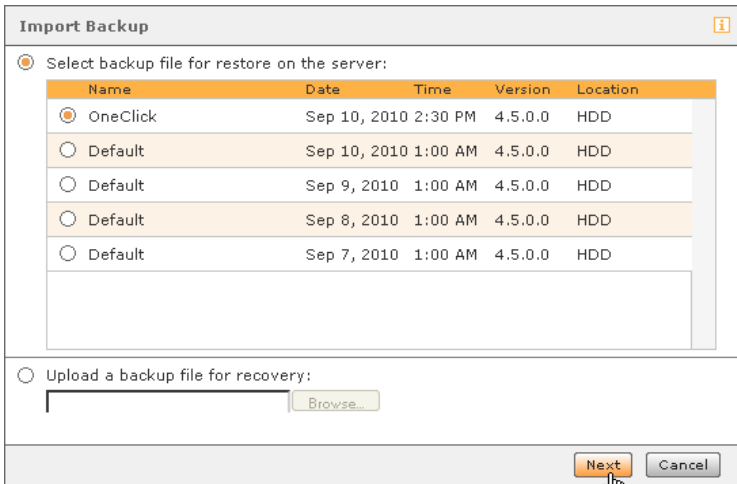 Import Backup i
Select backup file for restore on the server:
Name Date Time Version Location
OneClick Sep 10, 2010 2:30 PM 4.5.0.0 HDD
Default Sep 10, 2010 1:00 AM 4.5.0.0 HDD
Default Sep 9, 2010 1:00 AM 4.5.0.0 HDD
Default Sep 8, 2010 1:00 AM 4.5.0.0 HDD
Default Sep 7, 2010 1:00 AM 4.5.0.0 HDD
Upload a backup file for recovery:
Browse...
Next Cancel